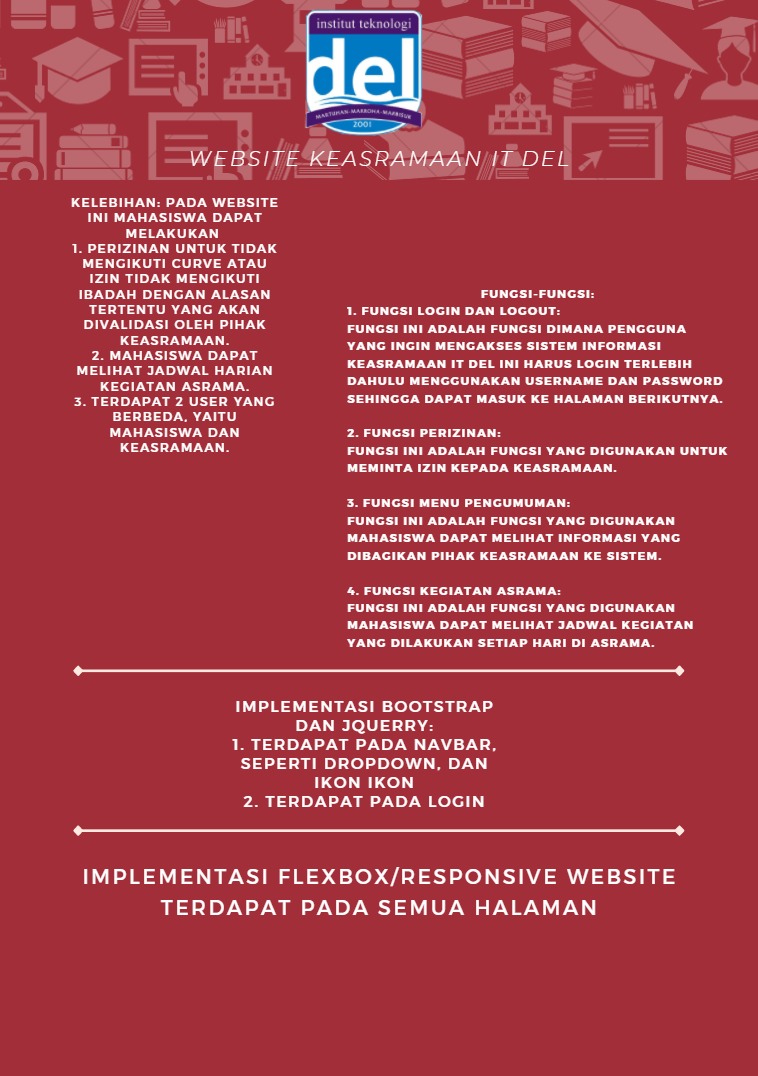 institut teknologi
del
MARTUHAN-MARROHA-MARBISUK
2001
WEBSITE KEASRAMAAN IT DEL
KELEBIHAN: PADA WEBSITE
INI MAHASISWA DAPAT
MELAKUKAN
1. PERIZINAN UNTUK TIDAK
MENGIKUTI CURVE ATAU
IZIN TIDAK MENGIKUTI
IBADAH DENGAN ALASAN
TERTENTU YANG AKAN
DIVALIDASI OLEH PIHAK
KEASRAMAAN.
2. MAHASISWA DAPAT
MELIHAT JADWAL HARIAN
KEGIATAN ASRAMA.
3. TERDAPAT 2 USER YANG
BERBEDA, YAITU
MAHASISWA DAN
KEASRAMAAN.
FUNGSI-FUNGSI:
1. FUNGSI LOGIN DAN LOGOUT:
FUNGSI INI ADALAH FUNGSI DIMANA PENGGUNA
YANG INGIN MENGAKSES SISTEM INFORMASI
KEASRAMAAN IT DEL INI HARUS LOGIN TERLEBIH
DAHULU MENGGUNAKAN USERNAME DAN PASSWORD
SEHINGGA DAPAT MASUK KE HALAMAN BERIKUTNYA.
2. FUNGSI PERIZINAN:
FUNGSI INI ADALAH FUNGSI YANG DIGUNAKAN UNTUK
MEMINTA IZIN KEPADA KEASRAMAAN.
3. FUNGSI MENU PENGUMUMAN:
FUNGSI INI ADALAH FUNGSI YANG DIGUNAKAN
MAHASISWA DAPAT MELIHAT INFORMASI YANG
DIBAGIKAN PIHAK KEASRAMAAN KE SISTEM.
4. FUNGSI KEGIATAN ASRAMA:
FUNGSI INI ADALAH FUNGSI YANG DIGUNAKAN
MAHASISWA DAPAT MELIHAT JADWAL KEGIATAN
YANG DILAKUKAN SETIAP HARI DI ASRAMA.
IMPLEMENTASI BOOTSTRAP
DAN JQUERRY:
1. TERDAPAT PADA NAVBAR,
SEPERTI DROPDOWN, DAN
IKON IKON
2. TERDAPAT PADA LOGIN
IMPLEMENTASI FLEXBOX/RESPONSIVE WEBSITE
TERDAPAT PADA SEMUA HALAMAN